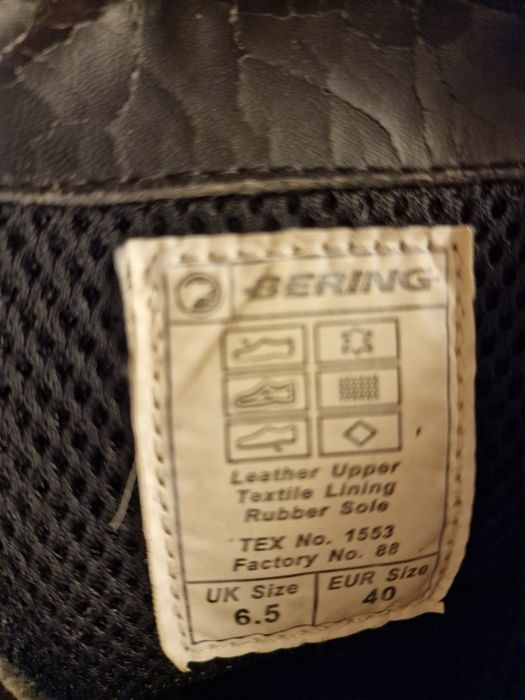 BERING
Leather Upper
Textile Lining
Rubber Sole
TEX No. 1553
Factory No. 88
UK Size EUR Size
6.5 40